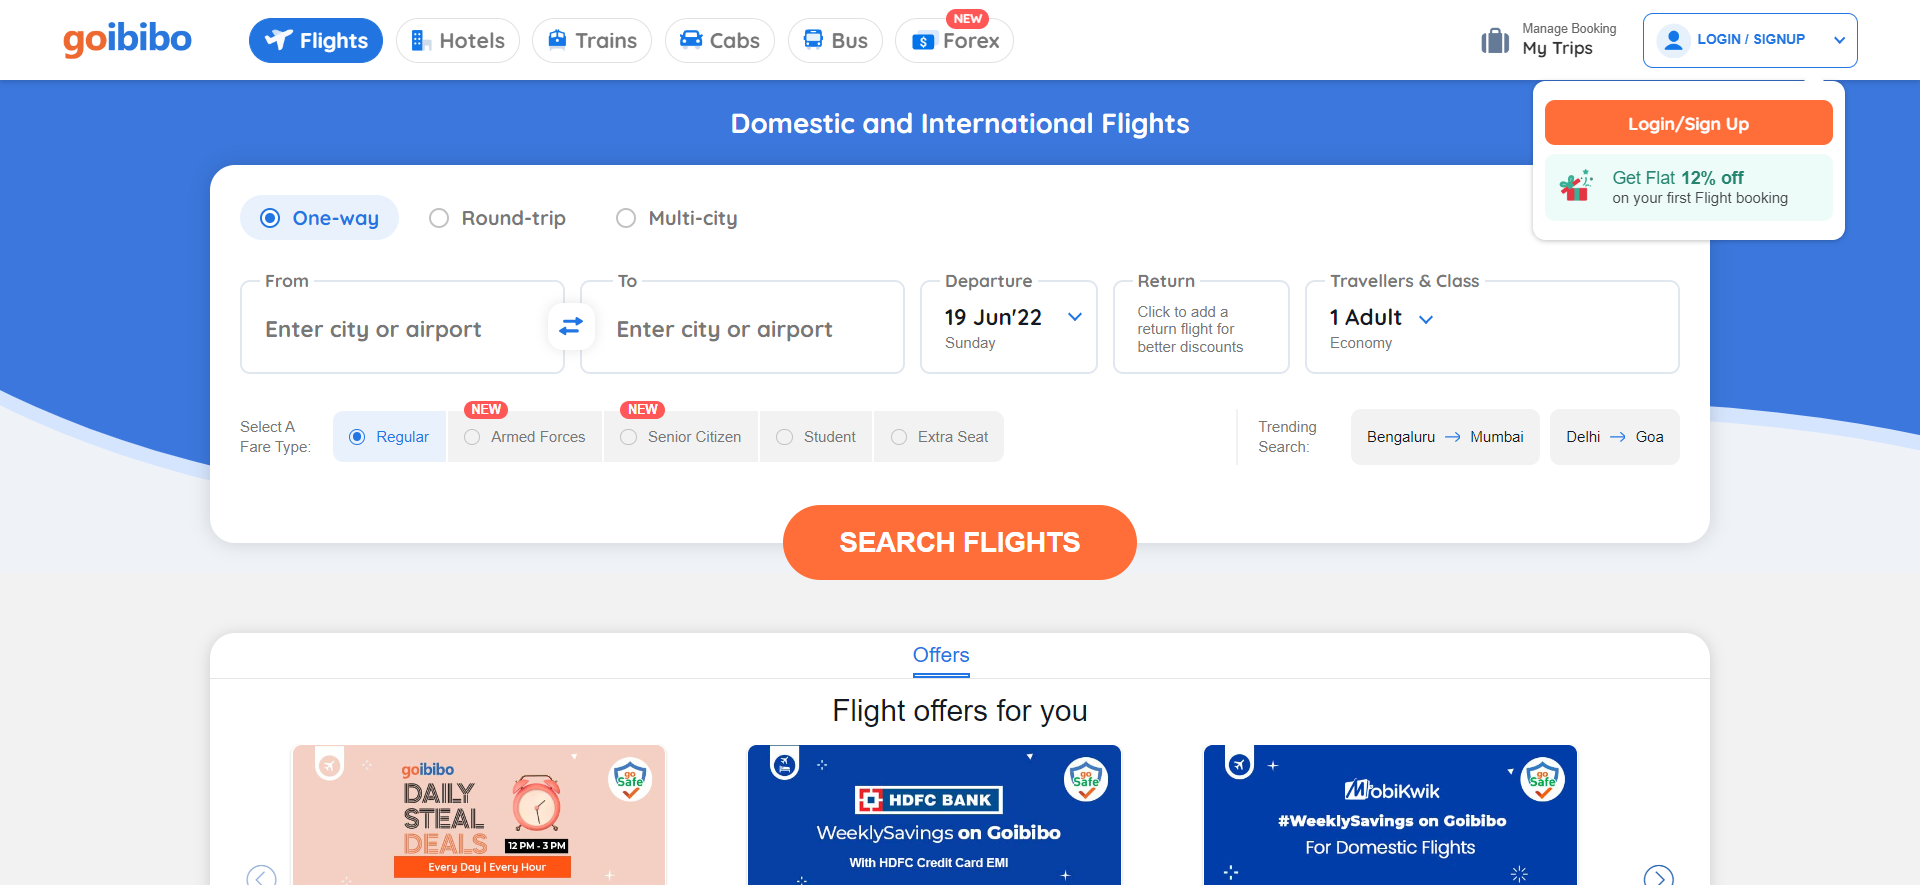 goibibo
Flights
Hotels
Trains
Cabs
Bus
NEW
Forex
Manage Booking
My Trips
LOGIN / SIGNUP
Login/Sign Up
Get Flat 12% off
on your first Flight booking
Domestic and International Flights
One-way
Round-trip
Multi-city
From
Enter city or airport
To
Enter city or airport
Departure
19 Jun'22
Sunday
Return
Click to add a
return flight for
better discounts
Travellers & Class
1 Adult
Economy
Select A
Fare Type:
Regular
NEW
Armed Forces
NEW
Senior Citizen
Student
Extra Seat
Trending
Search:
Bengaluru → Mumbai
Delhi → Goa
SEARCH FLIGHTS
Offers
Flight offers for you
goibibo
DAILY
STEAL
DEALS
12 PM - 3 PM
Every Day | Every Hour
go
Safe
HDFC BANK
WeeklySavings on Goibibo
With HDFC Credit Card EMI
go
Safe
MobiKwik
#WeeklySavings on Goibibo
For Domestic Flights
go
Safe